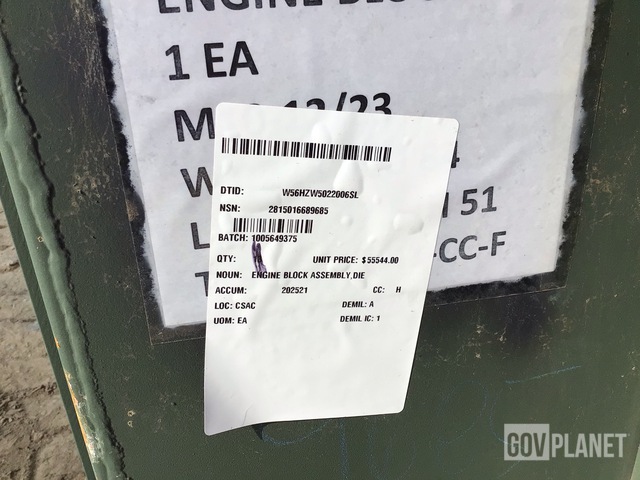 ENGINE
1 EA
12/23
51
-CC-F
DTID: W56HZW5022006SL
NSN: 2815016689685
BATCH: 1005649375
QTY: UNIT PRICE: $55544.00
NOUN: ENGINE BLOCK ASSEMBLY,DIE
ACCUM: 202521 CC: H
LOC: CSAC DEMIL: A
UOM: EA DEMIL IC: 1
GOVPLANET